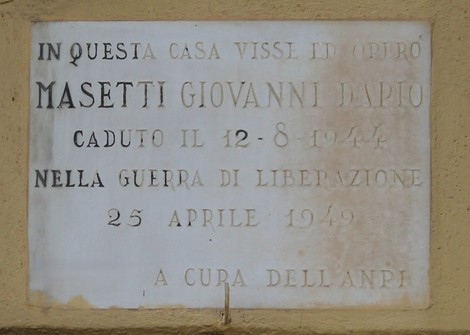 IN QUESTA CASA VISSE ED OPERO'
MASETTI GIOVANNI DARIO
CADUTO IL 12-8-1944
NELLA GUERRA DI LIBERAZIONE
25 APRILE 1949
A CURA DELL'ANPI